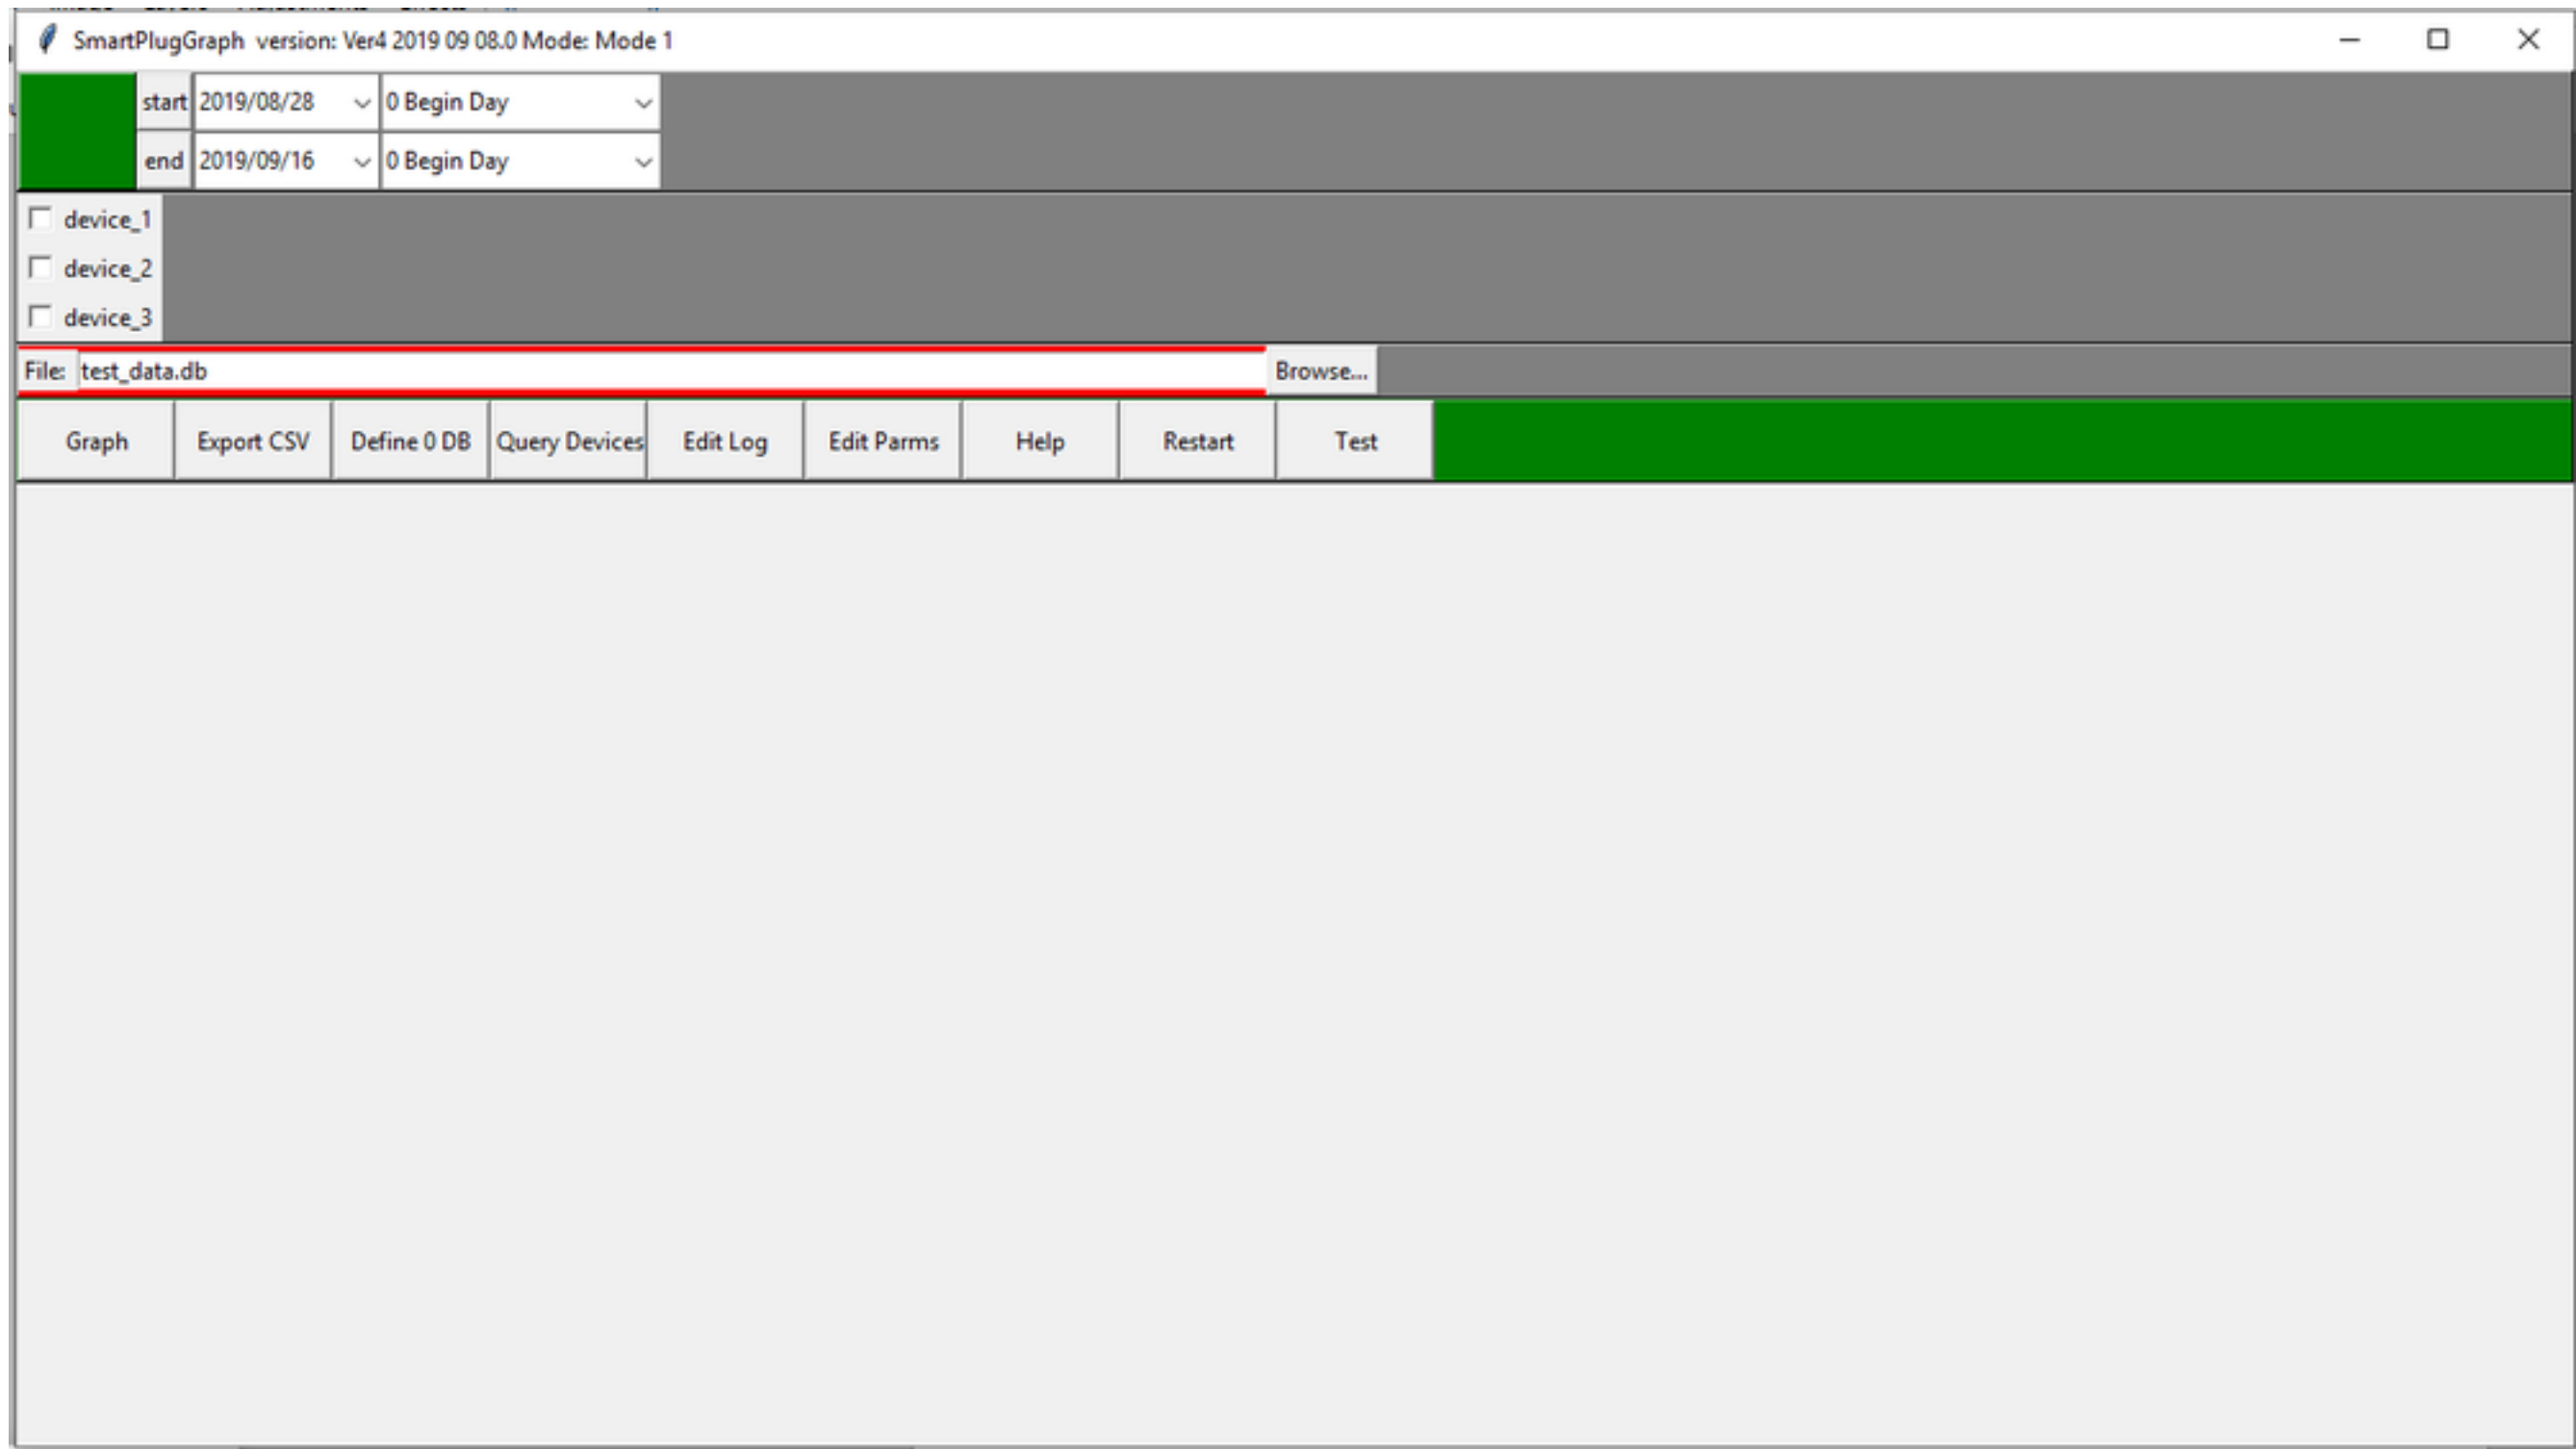 SmartPlugGraph version: Ver4 2019 09 08.0 Mode: Mode 1
start 2019/08/28 0 Begin Day
end 2019/09/16 0 Begin Day
device_1
device_2
device_3
File: test_data.db Browse...
Graph Export CSV Define 0 DB Query Devices Edit Log Edit Parms Help Restart Test